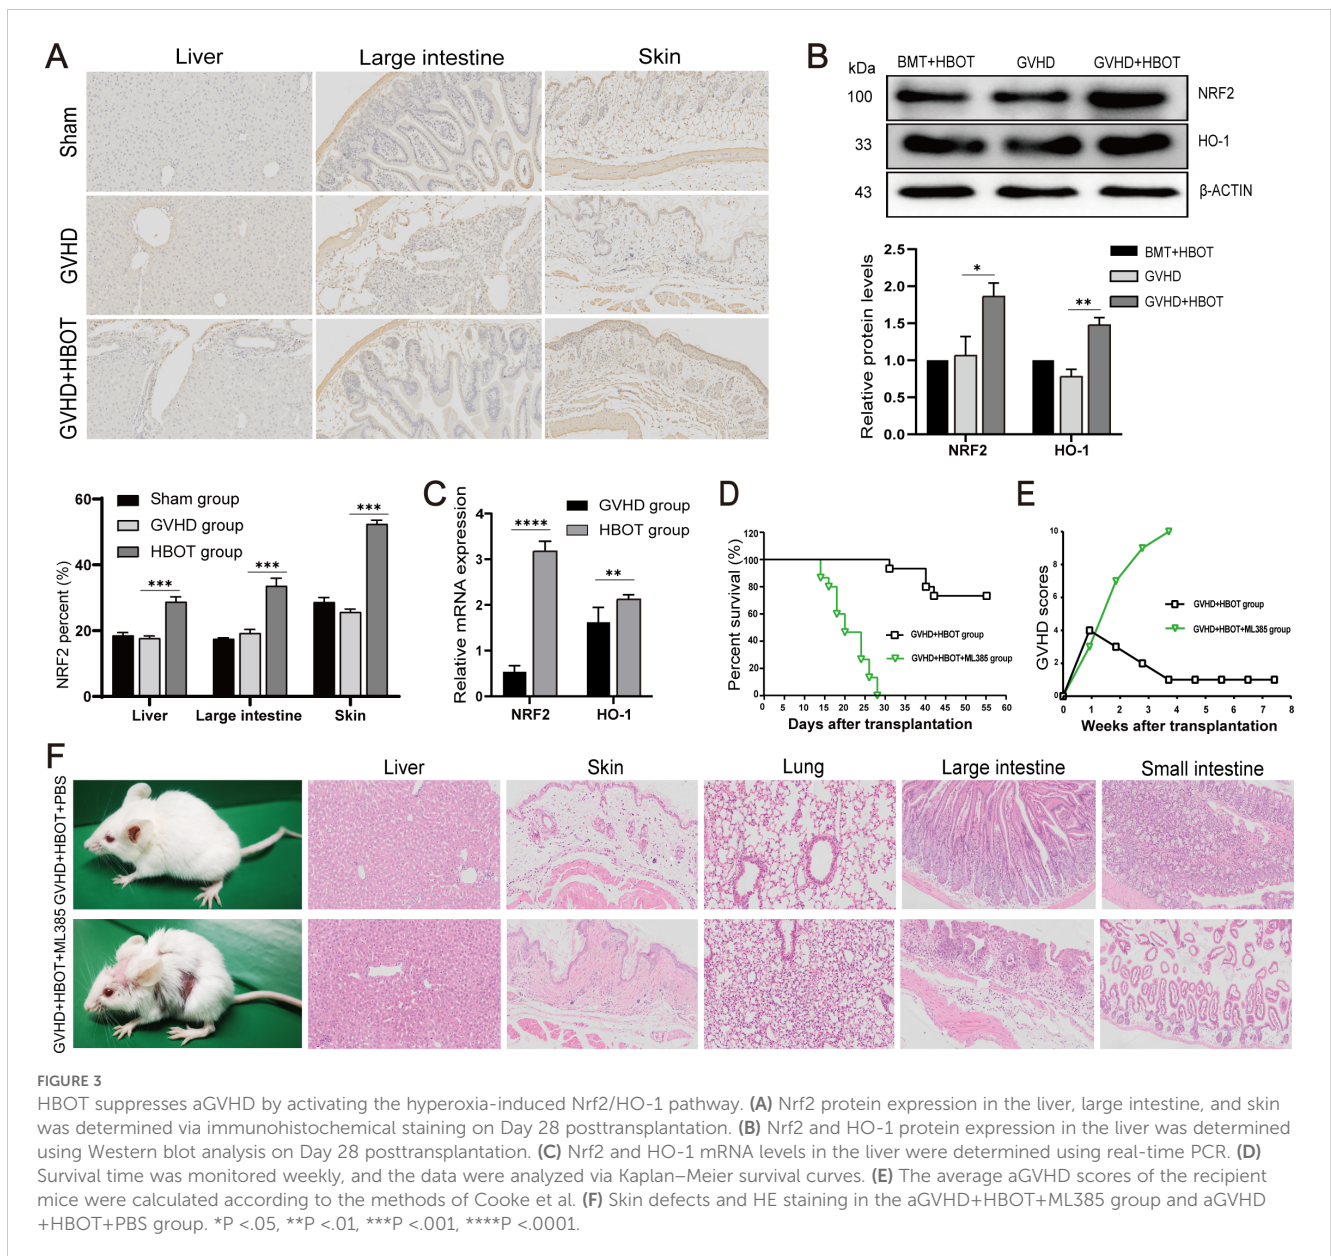 A
Liver
Large intestine
Skin
Sham
GVHD
GVHD+HBOT
B
kDa
BMT+HBOT
GVHD
GVHD+HBOT
100
NRF2
33
HO-1
43
β-ACTIN
Relative protein levels
2.5
2.0
1.5
1.0
0.5
0.0
*
**
BMT+HBOT
GVHD
GVHD+HBOT
NRF2
HO-1
NRF2 percent (%)
60
40
20
0
Sham group
GVHD group
HBOT group
***
***
***
Liver
Large intestine
Skin
C
Relative mRNA expression
4
3
2
1
0
****
**
GVHD group
HBOT group
NRF2
HO-1
D
Percent survival (%)
120
100
80
60
40
20
0
GVHD+HBOT group
GVHD+HBOT+ML385 group
0 5 10 15 20 25 30 35 40 45 50 55 60
Days after transplantation
E
GVHD scores
10
8
6
4
2
0
GVHD+HBOT group
GVHD+HBOT+ML385 group
0 1 2 3 4 5 6 7 8
Weeks after transplantation
F
Liver
Skin
Lung
Large intestine
Small intestine
GVHD+HBOT+PBS
GVHD+HBOT+ML385
FIGURE 3
HBOT suppresses aGVHD by activating the hyperoxia-induced Nrf2/HO-1 pathway. (A) Nrf2 protein expression in the liver, large intestine, and skin
was determined via immunohistochemical staining on Day 28 posttransplantation. (B) Nrf2 and HO-1 protein expression in the liver was determined
using Western blot analysis on Day 28 posttransplantation. (C) Nrf2 and HO-1 mRNA levels in the liver were determined using real-time PCR. (D)
Survival time was monitored weekly, and the data were analyzed via Kaplan–Meier survival curves. (E) The average aGVHD scores of the recipient
mice were calculated according to the methods of Cooke et al. (F) Skin defects and HE staining in the aGVHD+HBOT+ML385 group and aGVHD
+HBOT+PBS group. *P <.05, **P <.01, ***P <.001, ****P <.0001.